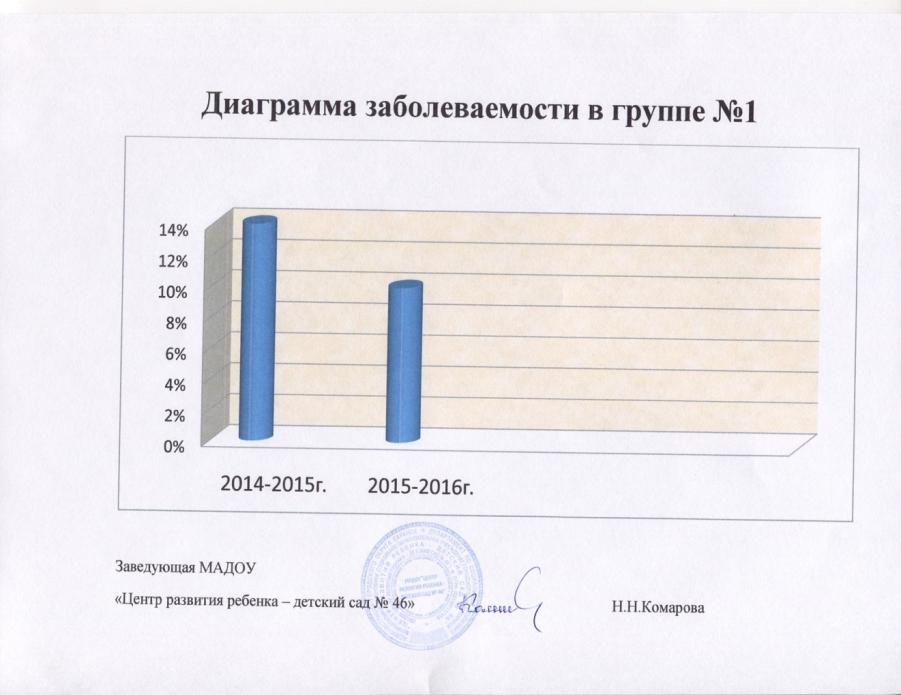 Диаграмма заболеваемости в группе №1
14%
12%
10%
8%
6%
4%
2%
0%
2014-2015г.
2015-2016г.
Заведующая МАДОУ
«Центр развития ребенка – детский сад № 46»
Н.Н.Комарова